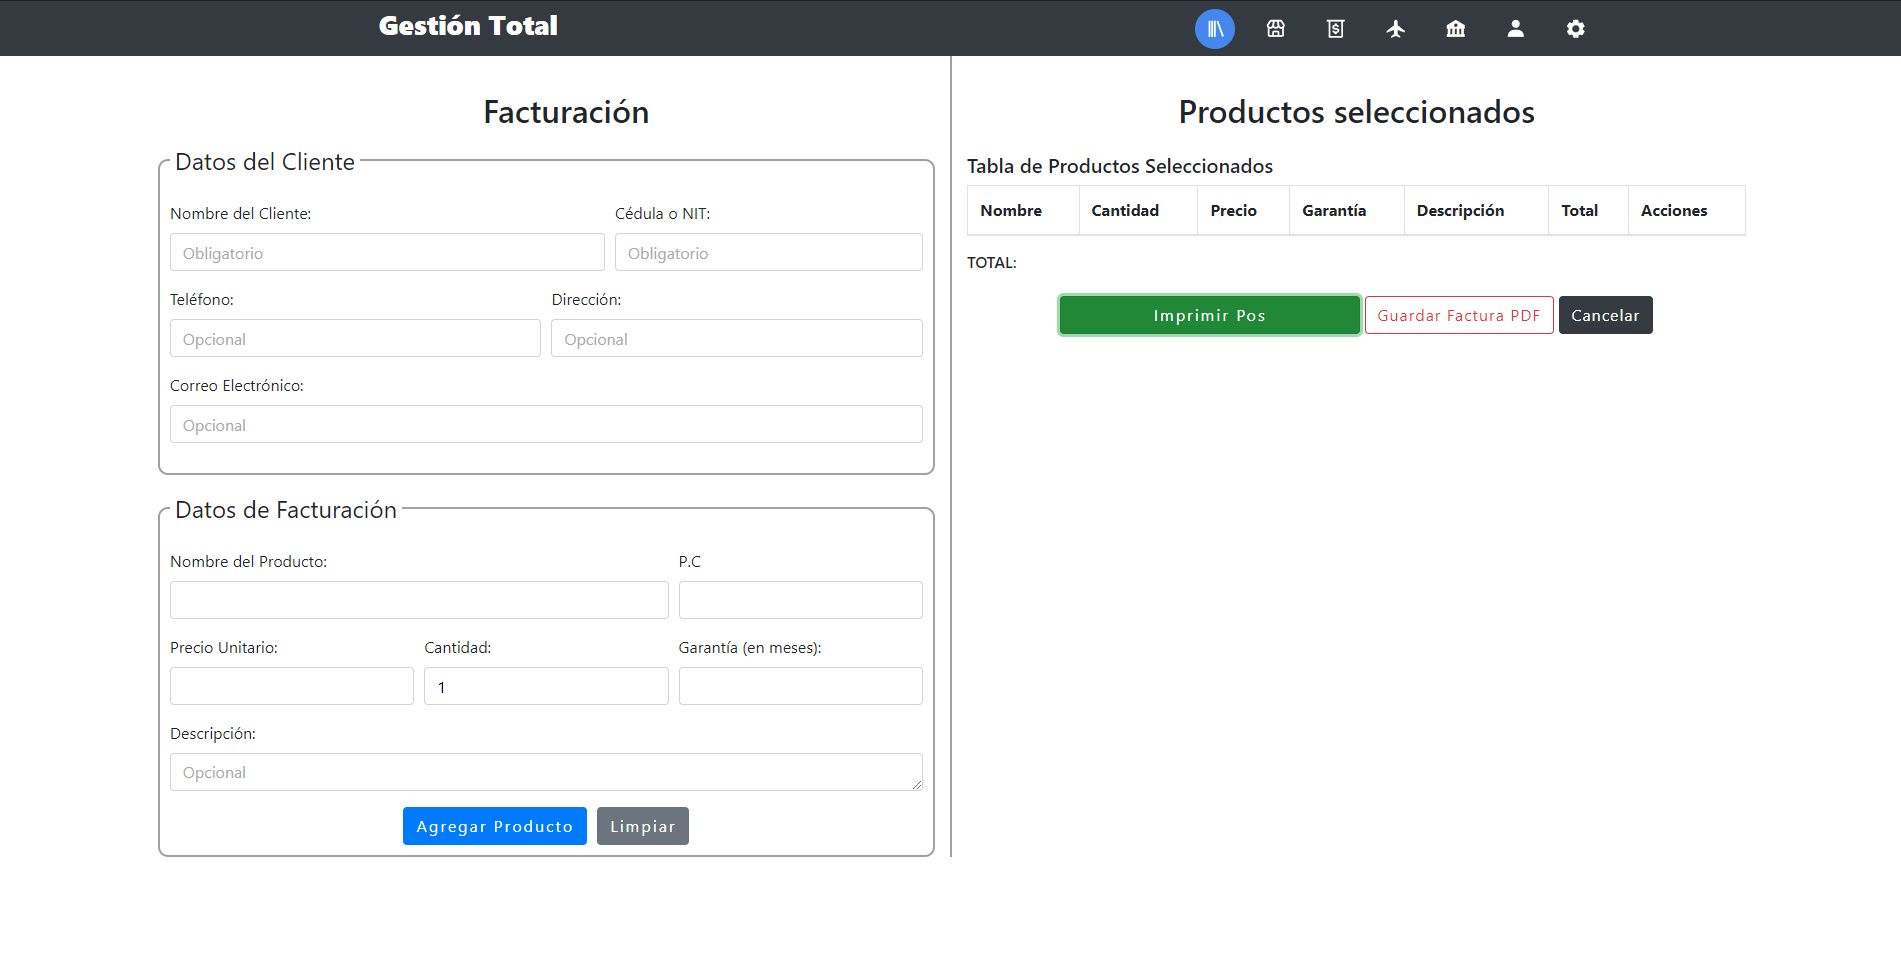 Gestión Total
Facturación
Datos del Cliente
Nombre del Cliente: Cédula o NIT:
Obligatorio Obligatorio
Teléfono: Dirección:
Opcional Opcional
Correo Electrónico:
Opcional
Datos de Facturación
Nombre del Producto: P.C
Precio Unitario: Cantidad: Garantía (en meses):
1
Descripción:
Opcional
Agregar Producto Limpiar
Productos seleccionados
Tabla de Productos Seleccionados
Nombre Cantidad Precio Garantía Descripción Total Acciones
TOTAL:
Imprimir Pos Guardar Factura PDF Cancelar